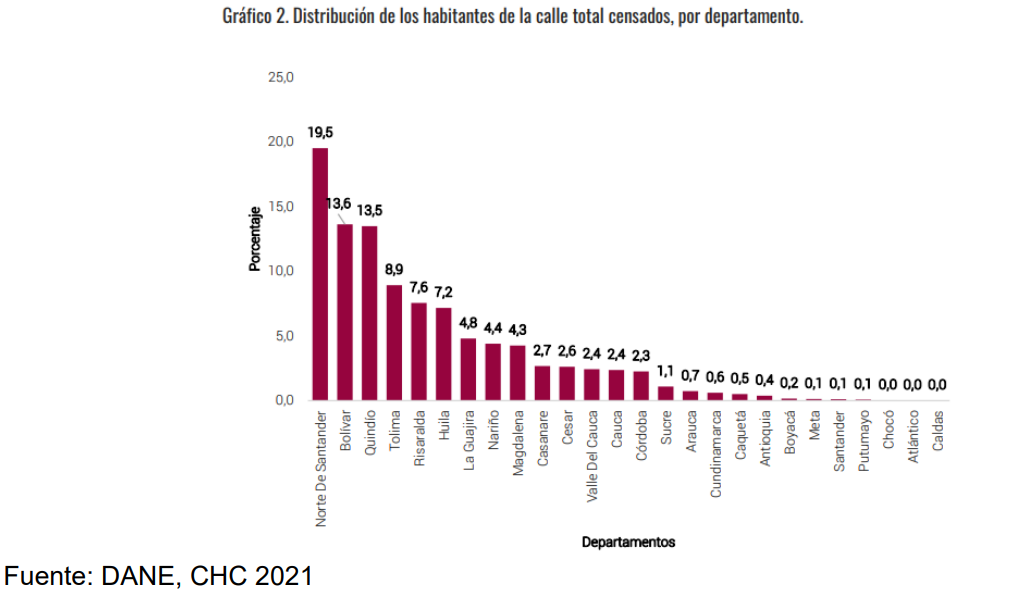 Gráfico 2. Distribución de los habitantes de la calle total censados, por departamento.
25,0
20,0
15,0
10,0
5,0
0,0
Porcentaje
19,5
13,6
13,5
8,9
7,6
7,2
4,8
4,4
4,3
2,7
2,6
2,4
2,4
2,3
1,1
0,7
0,6
0,5
0,4
0,2
0,1
0,1
0,1
0,0
0,0
0,0
Norte De Santander
Bolívar
Quindío
Tolima
Risaralda
Huila
La Guajira
Nariño
Magdalena
Casanare
Cesar
Valle Del Cauca
Cauca
Córdoba
Sucre
Arauca
Cundinamarca
Caquetá
Antioquia
Boyacá
Meta
Santander
Putumayo
Chocó
Atlántico
Caldas
Departamentos
Fuente: DANE, CHC 2021